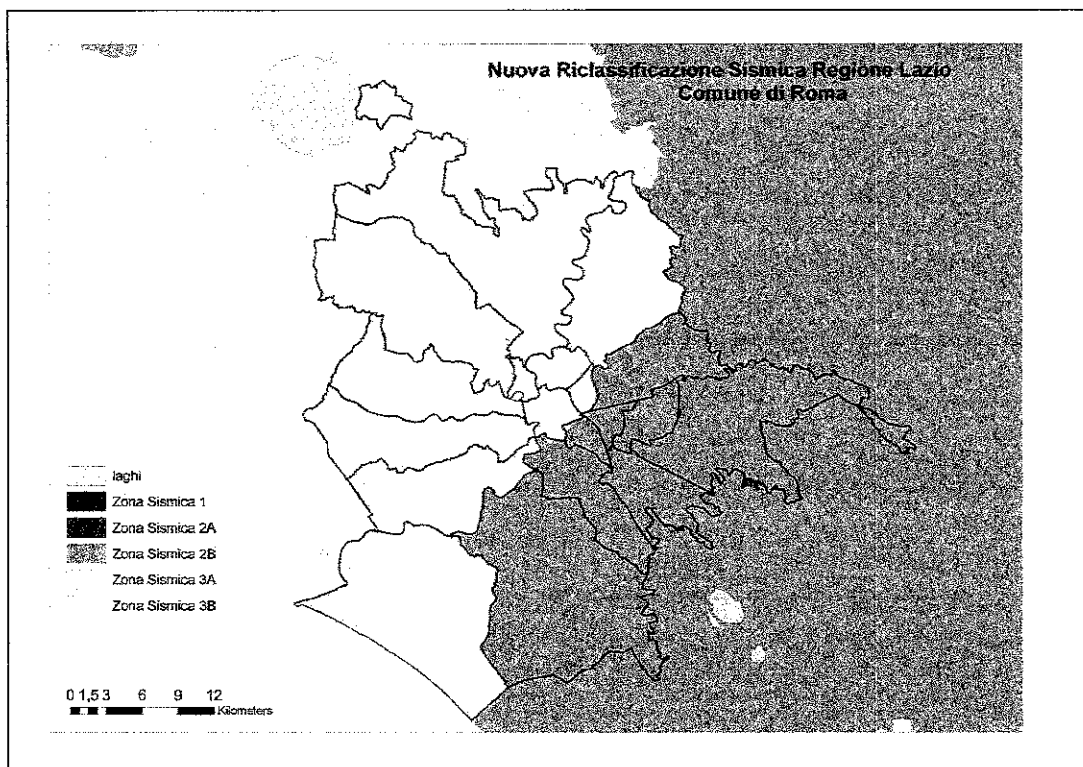 Nuova Riclassificazione Sismica Regione Lazio
Comune di Roma
laghi
Zona Sismica 1
Zona Sismica 2A
Zona Sismica 2B
Zona Sismica 3A
Zona Sismica 3B
0 1,5 3 6 9 12
Kilometers